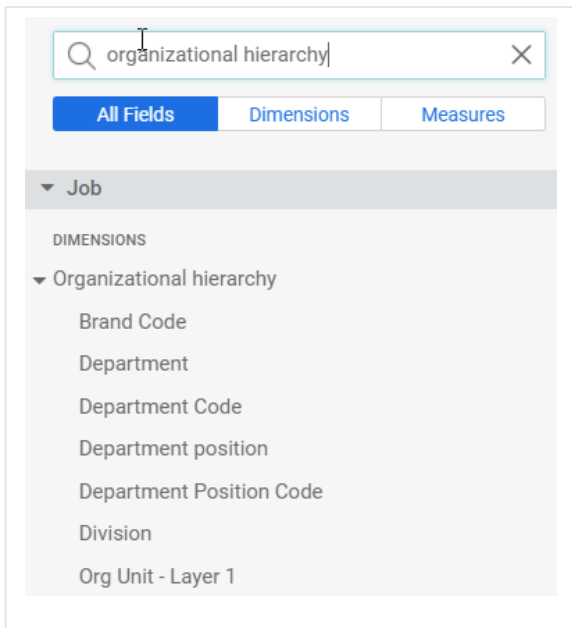 organizational hierarchy
All Fields
Dimensions
Measures
Job
DIMENSIONS
Organizational hierarchy
Brand Code
Department
Department Code
Department position
Department Position Code
Division
Org Unit - Layer 1